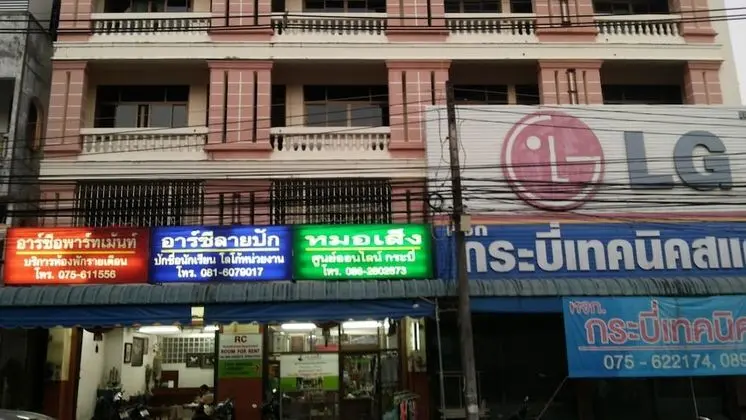 อาร์ซีอพาร์ทเม้นท์
บริการห้องพักรายเดือน
โทร. 075-611556
อาร์ซีลายปัก
ปักชื่อนักเรียน โลโก้หน่วยงาน
โทร. 081-6079017
หมอเส็ง
ศูนย์ออนไลน์ กระบี่
โทร. 086-2802873
LG
กระบี่เทคนิคสแ
หจก.
กระบี่เทคนิค
075 - 622174, 089
RC
ROOM FOR RENT